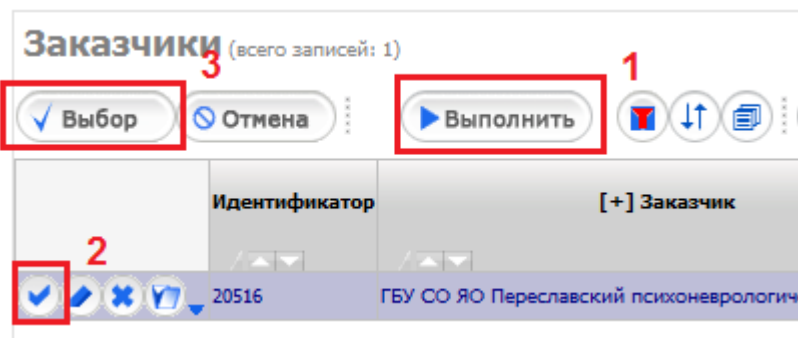 Заказчики (всего записей: 1)
3 1
Выбор Отмена Выполнить
Идентификатор [+] Заказчик
2
20516 ГБУ СО ЯО Переславский психоневрологич